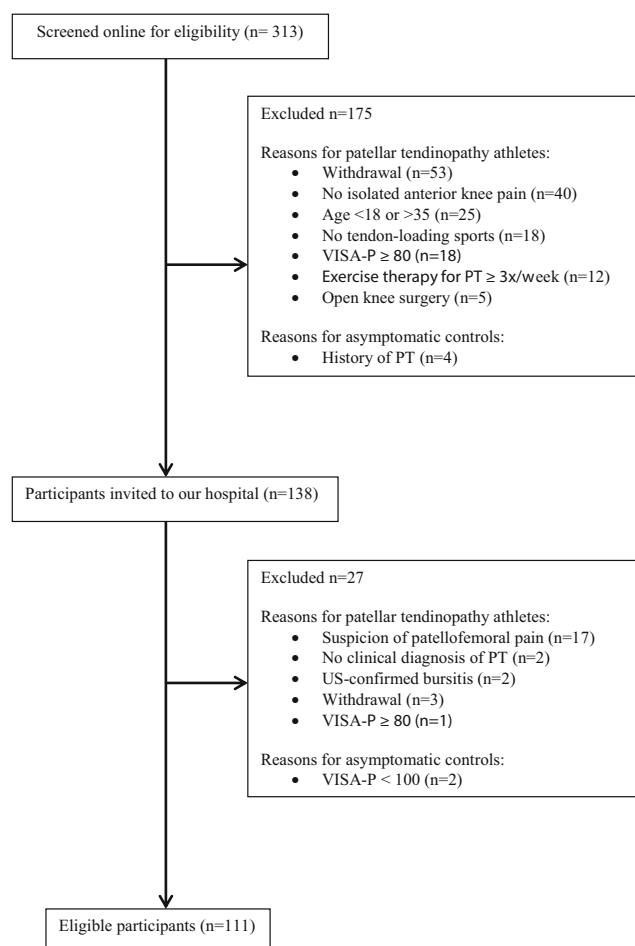 Screened online for eligibility (n= 313)
Excluded n=175
Reasons for patellar tendinopathy athletes:
• Withdrawal (n=53)
• No isolated anterior knee pain (n=40)
• Age <18 or >35 (n=25)
• No tendon-loading sports (n=18)
• VISA-P ≥ 80 (n=18)
• Exercise therapy for PT ≥ 3x/week (n=12)
• Open knee surgery (n=5)
Reasons for asymptomatic controls:
• History of PT (n=4)
Participants invited to our hospital (n=138)
Excluded n=27
Reasons for patellar tendinopathy athletes:
• Suspicion of patellofemoral pain (n=17)
• No clinical diagnosis of PT (n=2)
• US-confirmed bursitis (n=2)
• Withdrawal (n=3)
• VISA-P ≥ 80 (n=1)
Reasons for asymptomatic controls:
• VISA-P < 100 (n=2)
Eligible participants (n=111)